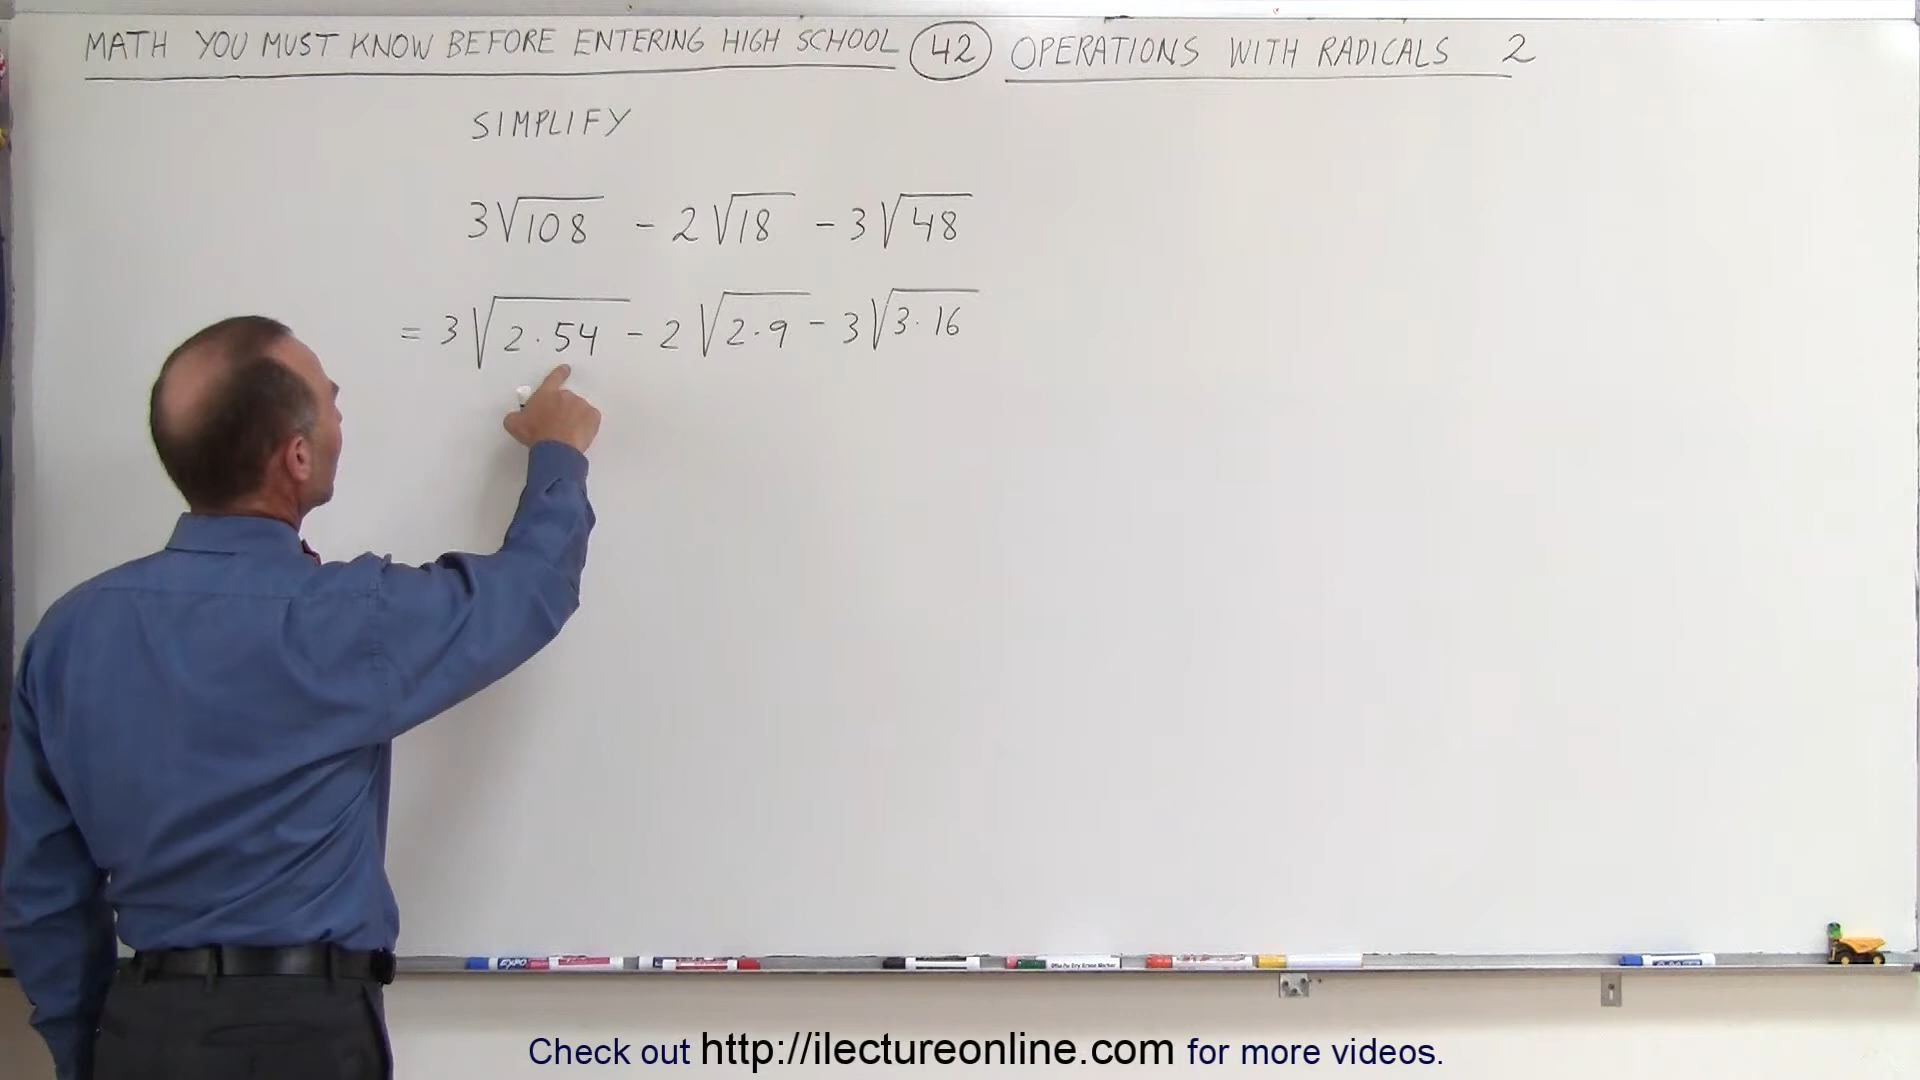 MATH YOU MUST KNOW BEFORE ENTERING HIGH SCHOOL 42 OPERATIONS WITH RADICALS 2
SIMPLIFY
3√108 - 2√18 - 3√48
= 3√2·54 - 2√2·9 - 3√3·16
EXPO
Check out http://ilectureonline.com for more videos.